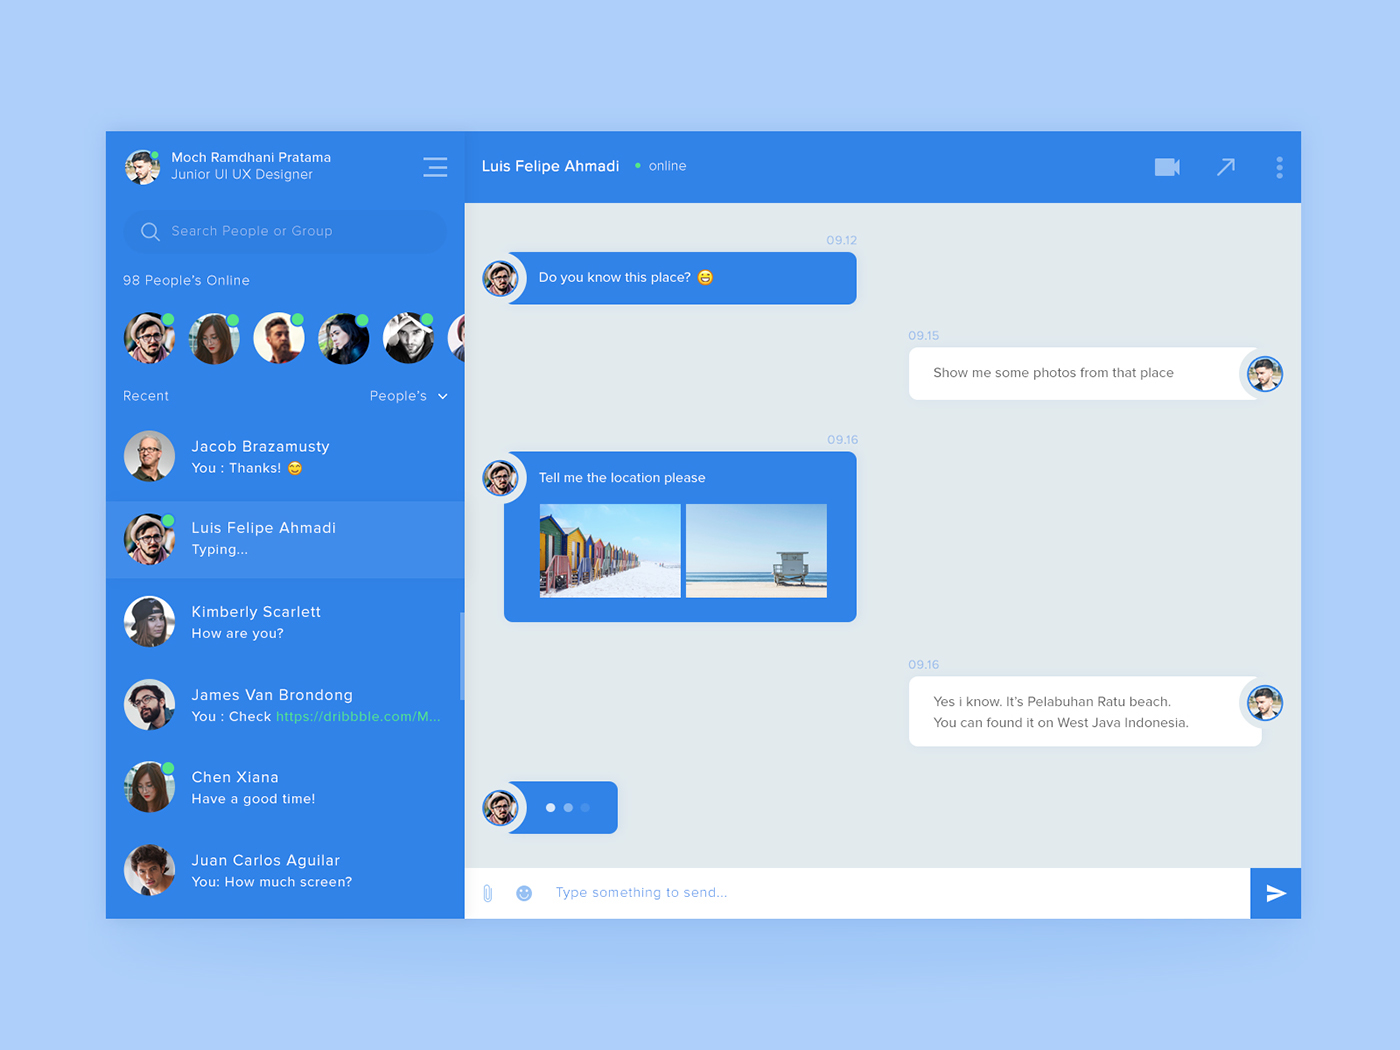 Moch Ramdhani Pratama
Junior UI UX Designer
Search People or Group
98 People's Online
Recent
People's
Jacob Brazamusty
You : Thanks! 😊
Luis Felipe Ahmadi
Typing...
Kimberly Scarlett
How are you?
James Van Brondong
You : Check https://dribbble.com/M...
Chen Xiana
Have a good time!
Juan Carlos Aguilar
You: How much screen?
Luis Felipe Ahmadi
online
09.12
Do you know this place? 😄
09.15
Show me some photos from that place
09.16
Tell me the location please
09.16
Yes i know. It's Pelabuhan Ratu beach.
You can found it on West Java Indonesia.
Type something to send...